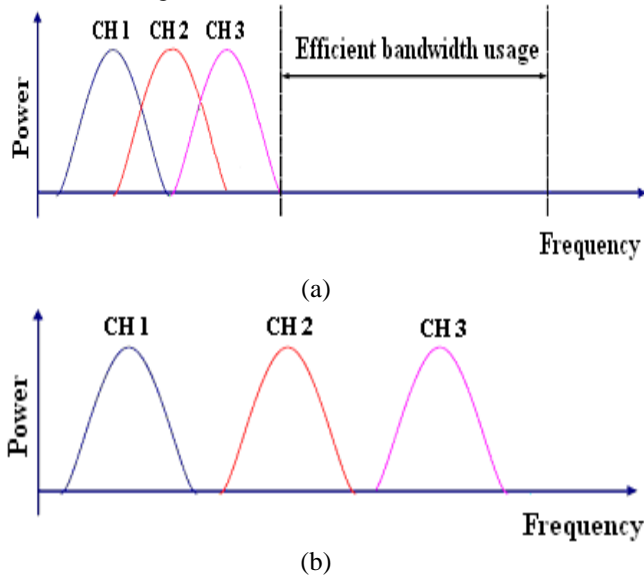 CH 1 CH 2 CH 3
Efficient bandwidth usage
Power
Frequency
(a)
CH 1 CH 2 CH 3
Power
Frequency
(b)